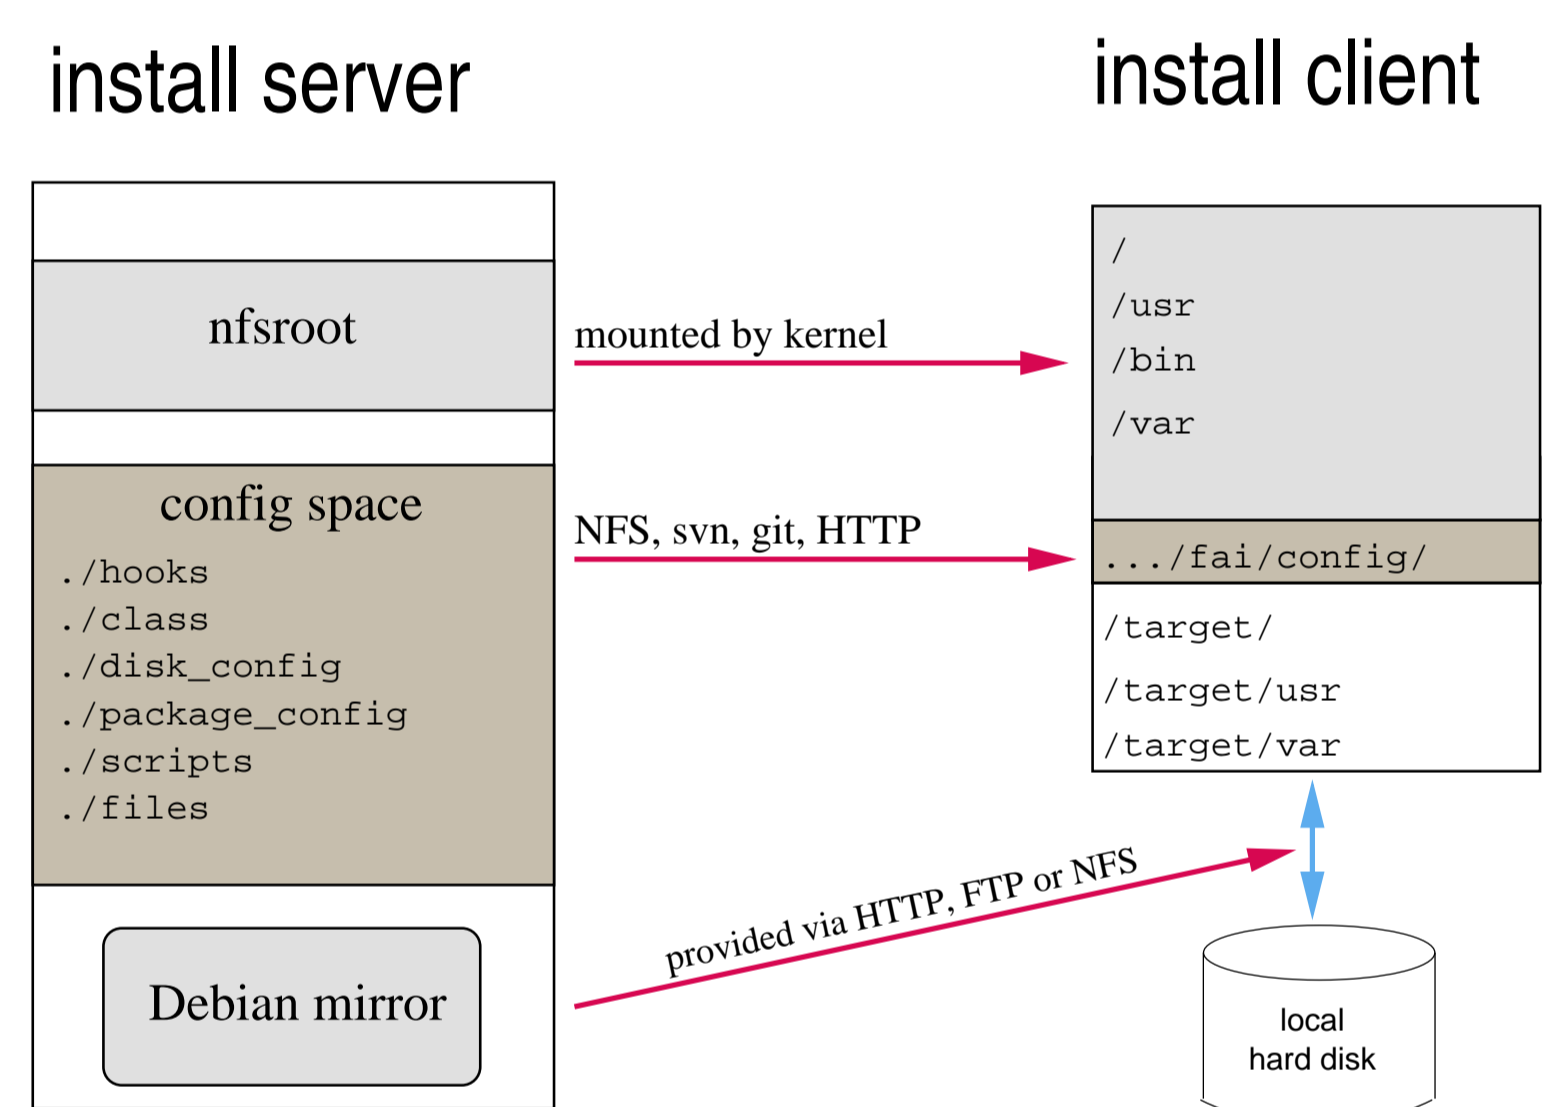 install server
install client
nfsroot
mounted by kernel
/
/usr
/bin
/var
config space
./hooks
./class
./disk_config
./package_config
./scripts
./files
NFS, svn, git, HTTP
.../fai/config/
/target/
/target/usr
/target/var
provided via HTTP, FTP or NFS
Debian mirror
local
hard disk